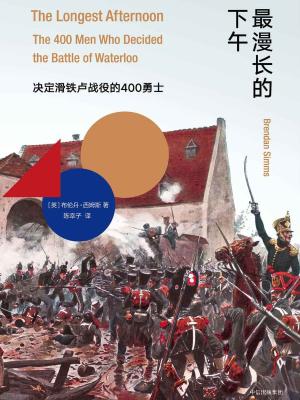 The Longest Afternoon
The 400 Men Who Decided
the Battle of Waterloo
决定滑铁卢战役的400勇士
最漫长的
下午
Brendan Simms
[英]布伦丹·西姆斯 著
陈幸子 译
中信出版集团